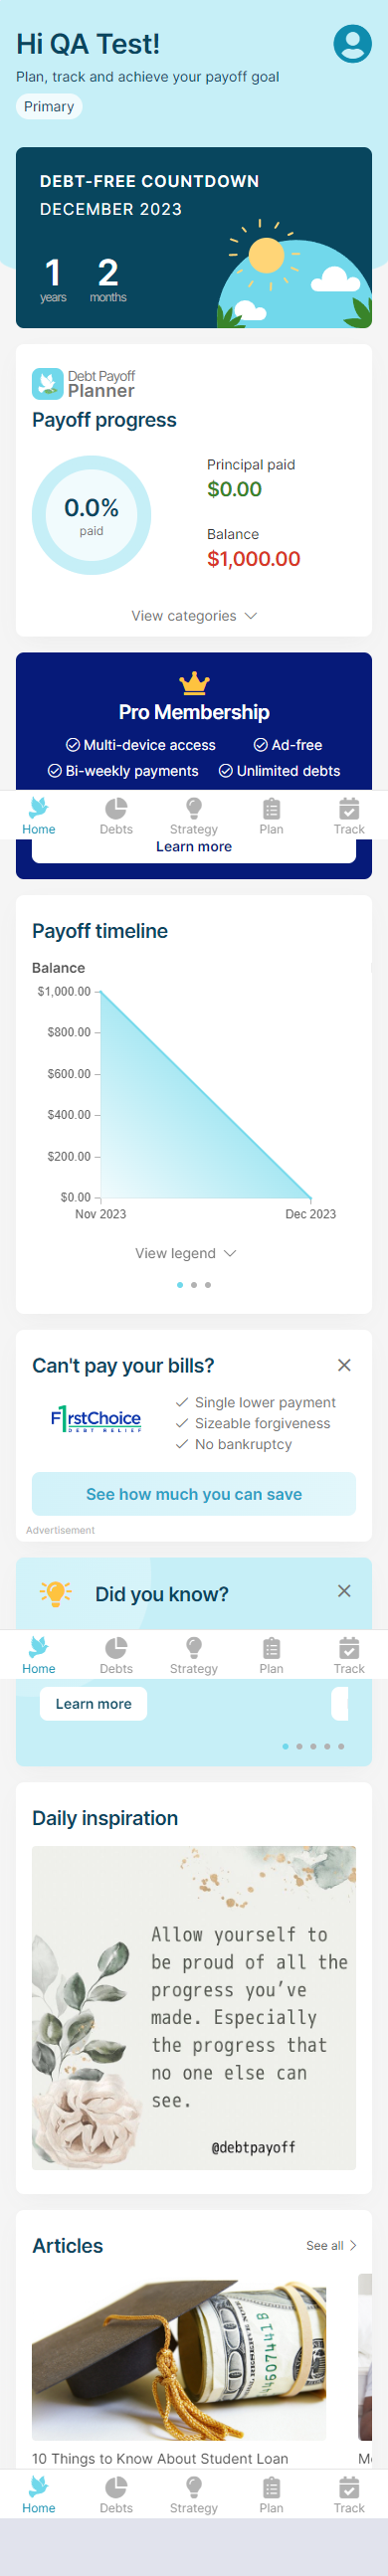 Hi QA Test!
Plan, track and achieve your payoff goal
Primary
DEBT-FREE COUNTDOWN
DECEMBER 2023
1 2
years months
Debt Payoff
Planner
Payoff progress
Principal paid
$0.00
0.0%
paid
Balance
$1,000.00
View categories
Pro Membership
Multi-device access Ad-free
Bi-weekly payments Unlimited debts
Home Debts Strategy Plan Track
Learn more
Payoff timeline
Balance
$1,000.00
$800.00
$600.00
$400.00
$200.00
$0.00
Nov 2023 Dec 2023
View legend
Can't pay your bills?
F1rstChoice
DEBT RELIEF
Single lower payment
Sizeable forgiveness
No bankruptcy
See how much you can save
Advertisement
Did you know?
Home Debts Strategy Plan Track
Learn more
Daily inspiration
Allow yourself to
be proud of all the
progress you've
made. Especially
the progress that
no one else can
see.
@debtpayoff
Articles
See all
10 Things to Know About Student Loan
Home Debts Strategy Plan Track